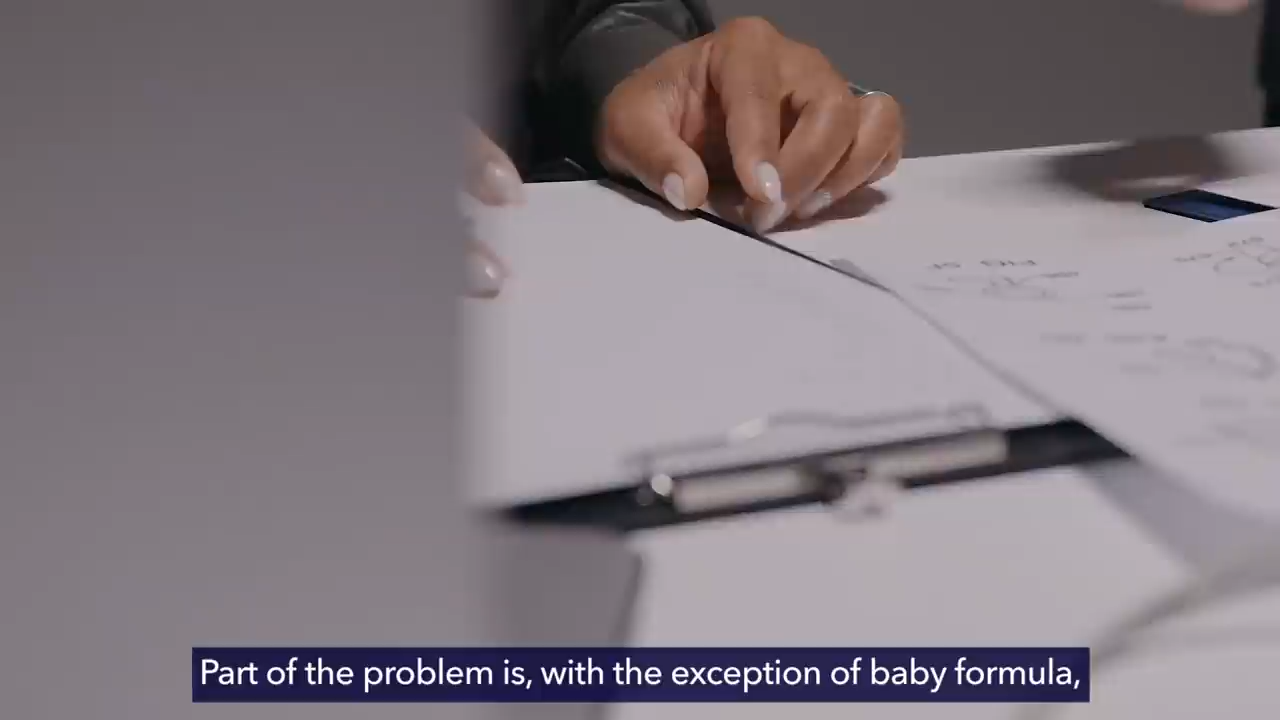 Part of the problem is, with the exception of baby formula,